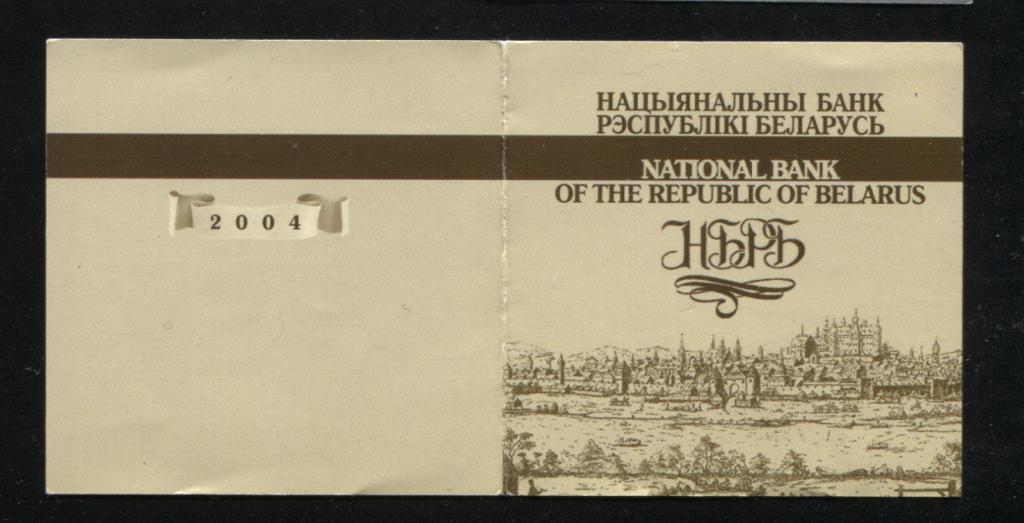 2004
НАЦЫЯНАЛЬНЫ БАНК
РЭСПУБЛІКІ БЕЛАРУСЬ
NATIONAL BANK
OF THE REPUBLIC OF BELARUS
НБРБ